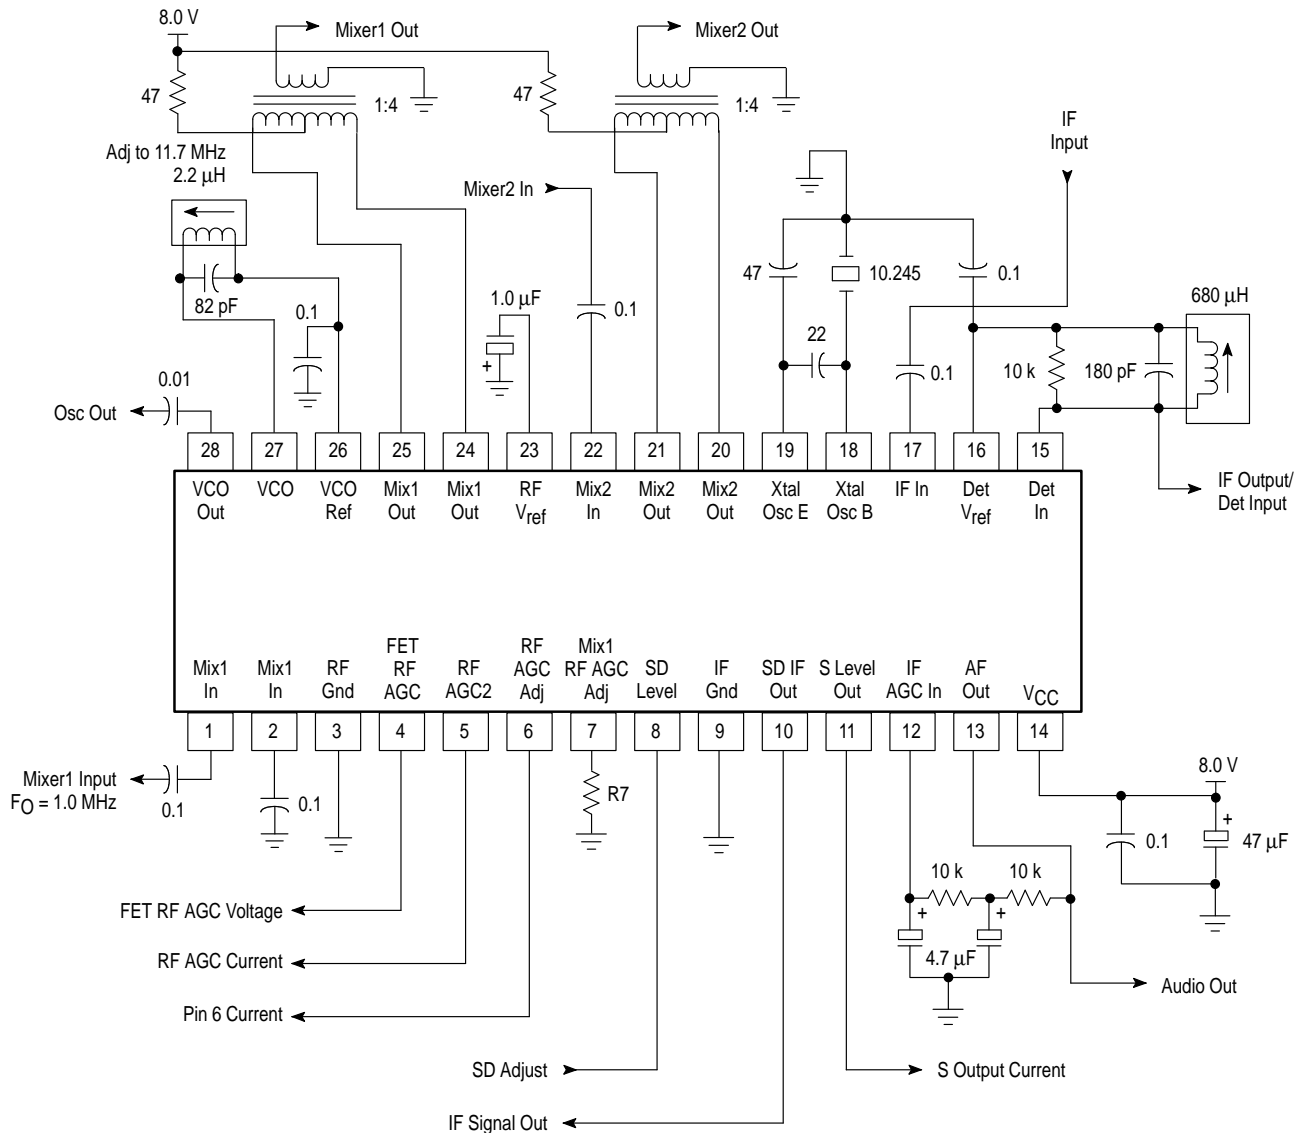 8.0 V
Mixer1 Out
Mixer2 Out
47
1:4
47
1:4
IF
Input
Adj to 11.7 MHz
2.2 µH
Mixer2 In
82 pF
0.1
1.0 µF
+
0.1
47
10.245
0.1
680 µH
22
0.1
10 k
180 pF
0.01
Osc Out
28
27
26
25
24
23
22
21
20
19
18
17
16
15
VCO
Out
VCO
VCO
Ref
Mix1
Out
Mix1
Out
RF
Vref
Mix2
In
Mix2
Out
Mix2
Out
Xtal
Osc E
Xtal
Osc B
IF In
Det
Vref
Det
In
IF Output/
Det Input
Mix1
In
Mix1
In
RF
Gnd
FET
RF
AGC
RF
AGC2
RF
AGC
Adj
Mix1
RF AGC
Adj
SD
Level
IF
Gnd
SD IF
Out
S Level
Out
IF
AGC In
AF
Out
VCC
1
2
3
4
5
6
7
8
9
10
11
12
13
14
Mixer1 Input
FO = 1.0 MHz
0.1
0.1
R7
8.0 V
0.1
+
47 µF
10 k
10 k
+
+
4.7 µF
FET RF AGC Voltage
RF AGC Current
Audio Out
Pin 6 Current
SD Adjust
S Output Current
IF Signal Out